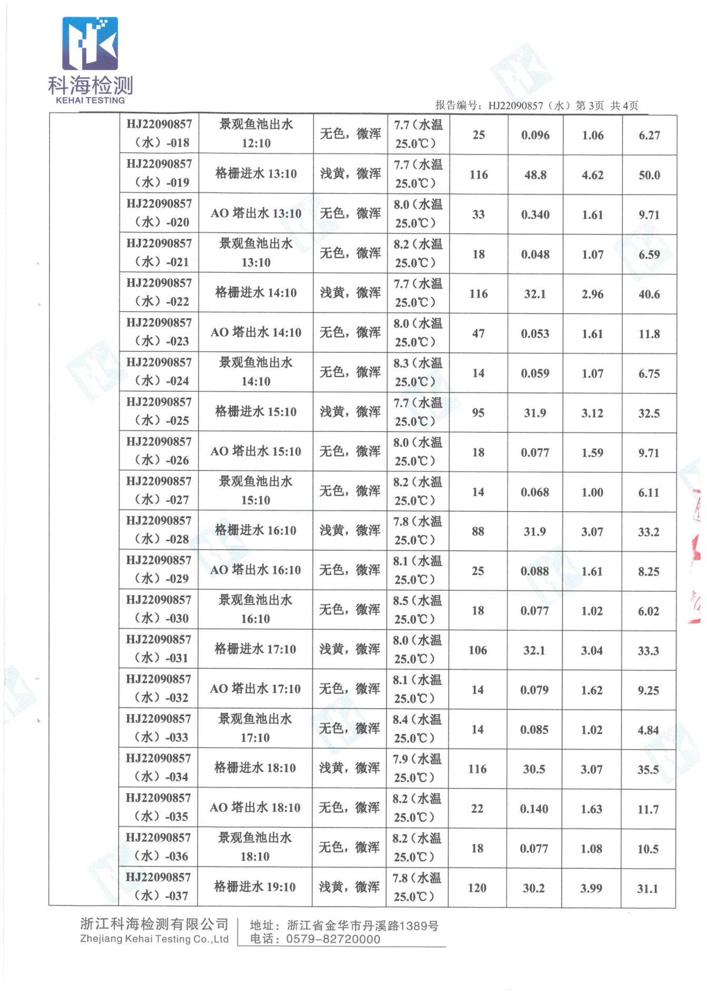 科海检测
KEHAI TESTING
报告编号：HJ22090857（水）第 3页 共 4页
HJ22090857
（水）-018
景观鱼池出水
12:10
无色，微浑
7.7（水温
25.0℃）
25
0.096
1.06
6.27
HJ22090857
（水）-019
格栅进水 13:10
浅黄，微浑
7.7（水温
25.0℃）
116
48.8
4.62
50.0
HJ22090857
（水）-020
AO 塔出水 13:10
无色，微浑
8.0（水温
25.0℃）
33
0.340
1.61
9.71
HJ22090857
（水）-021
景观鱼池出水
13:10
无色，微浑
8.2（水温
25.0℃）
18
0.048
1.07
6.59
HJ22090857
（水）-022
格栅进水 14:10
浅黄，微浑
7.7（水温
25.0℃）
116
32.1
2.96
40.6
HJ22090857
（水）-023
AO 塔出水 14:10
无色，微浑
8.0（水温
25.0℃）
47
0.053
1.61
11.8
HJ22090857
（水）-024
景观鱼池出水
14:10
无色，微浑
8.3（水温
25.0℃）
14
0.059
1.07
6.75
HJ22090857
（水）-025
格栅进水 15:10
浅黄，微浑
7.7（水温
25.0℃）
95
31.9
3.12
32.5
HJ22090857
（水）-026
AO 塔出水 15:10
无色，微浑
8.0（水温
25.0℃）
18
0.077
1.59
9.71
HJ22090857
（水）-027
景观鱼池出水
15:10
无色，微浑
8.2（水温
25.0℃）
14
0.068
1.00
6.11
HJ22090857
（水）-028
格栅进水 16:10
浅黄，微浑
7.8（水温
25.0℃）
88
31.9
3.07
33.2
HJ22090857
（水）-029
AO 塔出水 16:10
无色，微浑
8.1（水温
25.0℃）
25
0.088
1.61
8.25
HJ22090857
（水）-030
景观鱼池出水
16:10
无色，微浑
8.5（水温
25.0℃）
18
0.077
1.02
6.02
HJ22090857
（水）-031
格栅进水 17:10
浅黄，微浑
8.0（水温
25.0℃）
106
32.1
3.04
33.3
HJ22090857
（水）-032
AO 塔出水 17:10
无色，微浑
8.1（水温
25.0℃）
14
0.079
1.62
9.25
HJ22090857
（水）-033
景观鱼池出水
17:10
无色，微浑
8.4（水温
25.0℃）
14
0.085
1.02
4.84
HJ22090857
（水）-034
格栅进水 18:10
浅黄，微浑
7.9（水温
25.0℃）
116
30.5
3.07
35.5
HJ22090857
（水）-035
AO 塔出水 18:10
无色，微浑
8.2（水温
25.0℃）
22
0.140
1.63
11.7
HJ22090857
（水）-036
景观鱼池出水
18:10
无色，微浑
8.2（水温
25.0℃）
18
0.077
1.08
10.5
HJ22090857
（水）-037
格栅进水 19:10
浅黄，微浑
7.8（水温
25.0℃）
120
30.2
3.99
31.1
浙江科海检测有限公司
Zhejiang Kehai Testing Co.,Ltd
地址：浙江省金华市丹溪路1389号
电话：0579-82720000